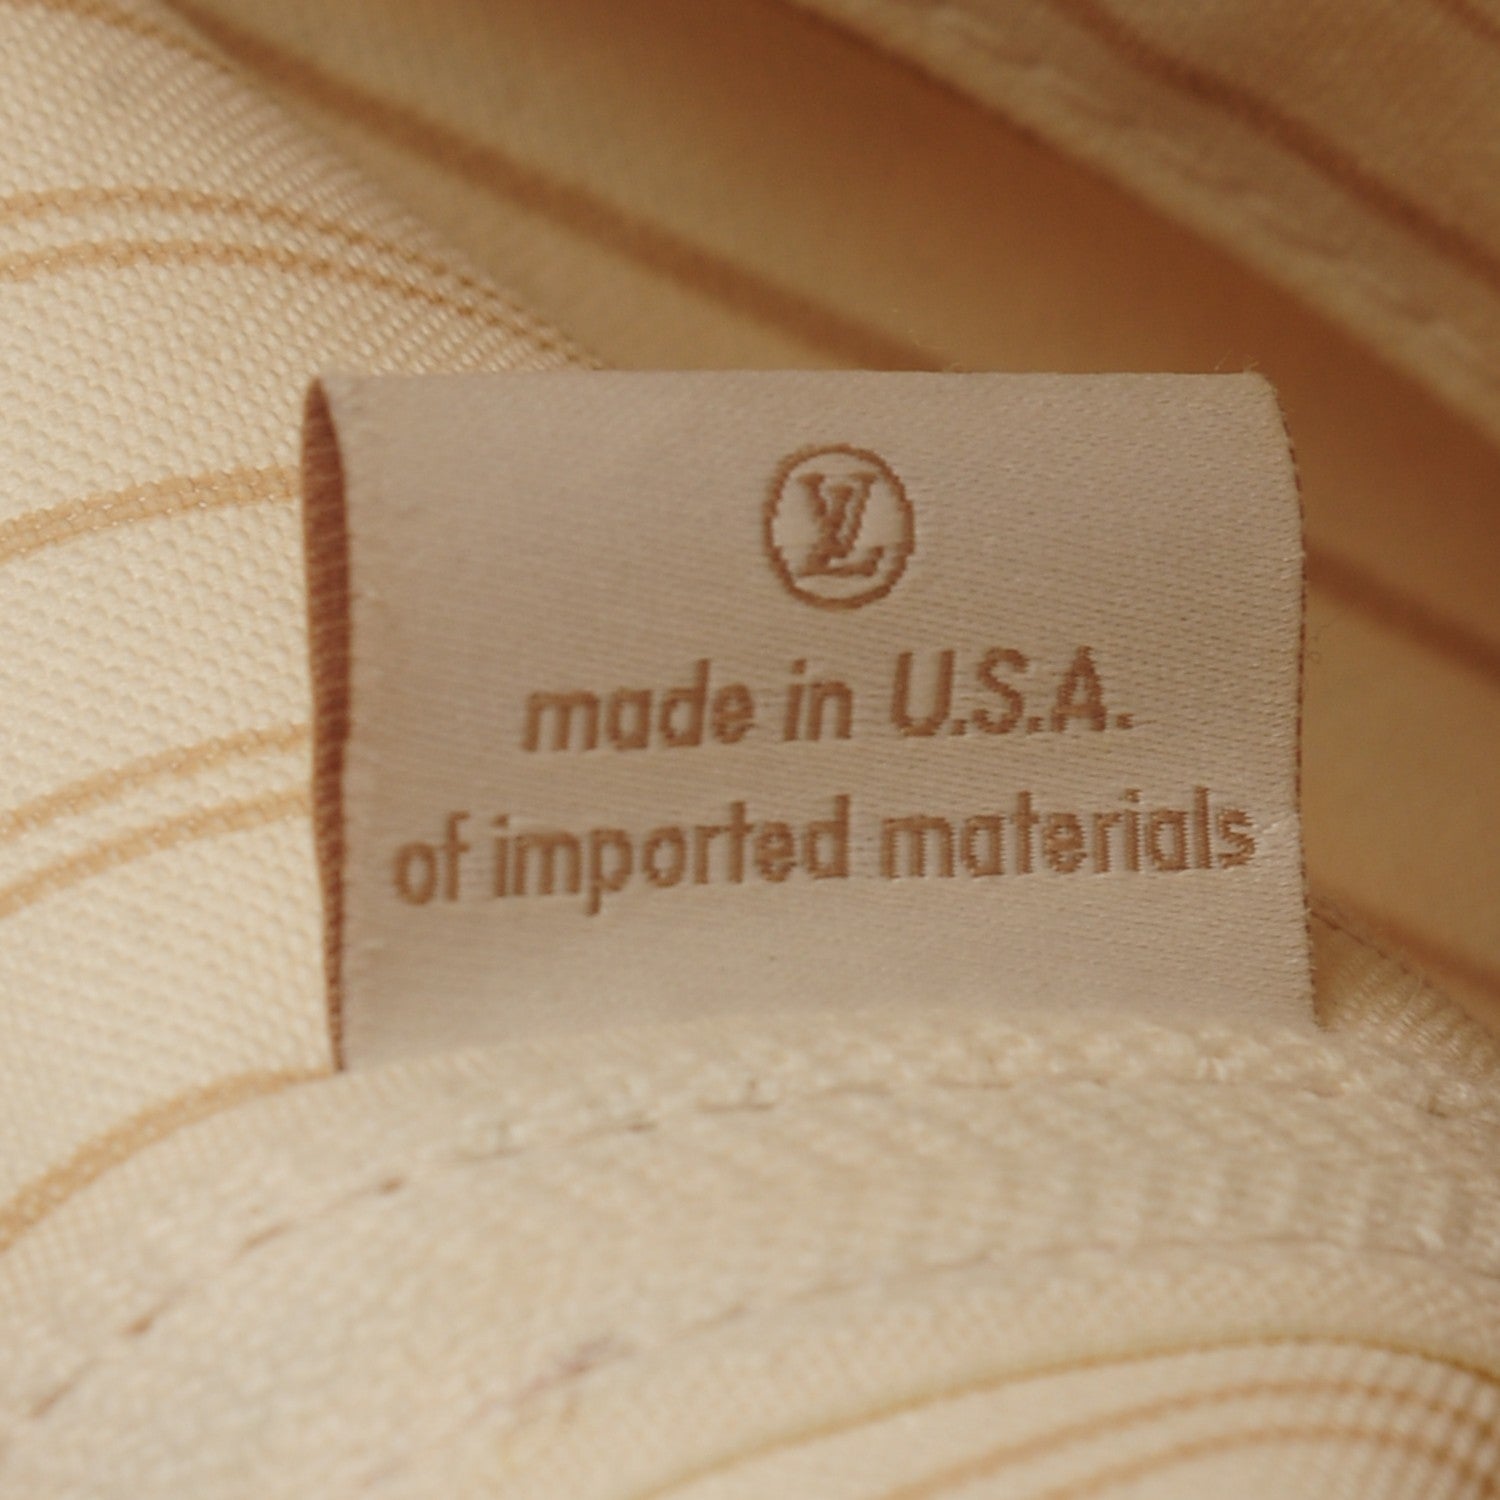 LV
made in U.S.A.
of imported materials